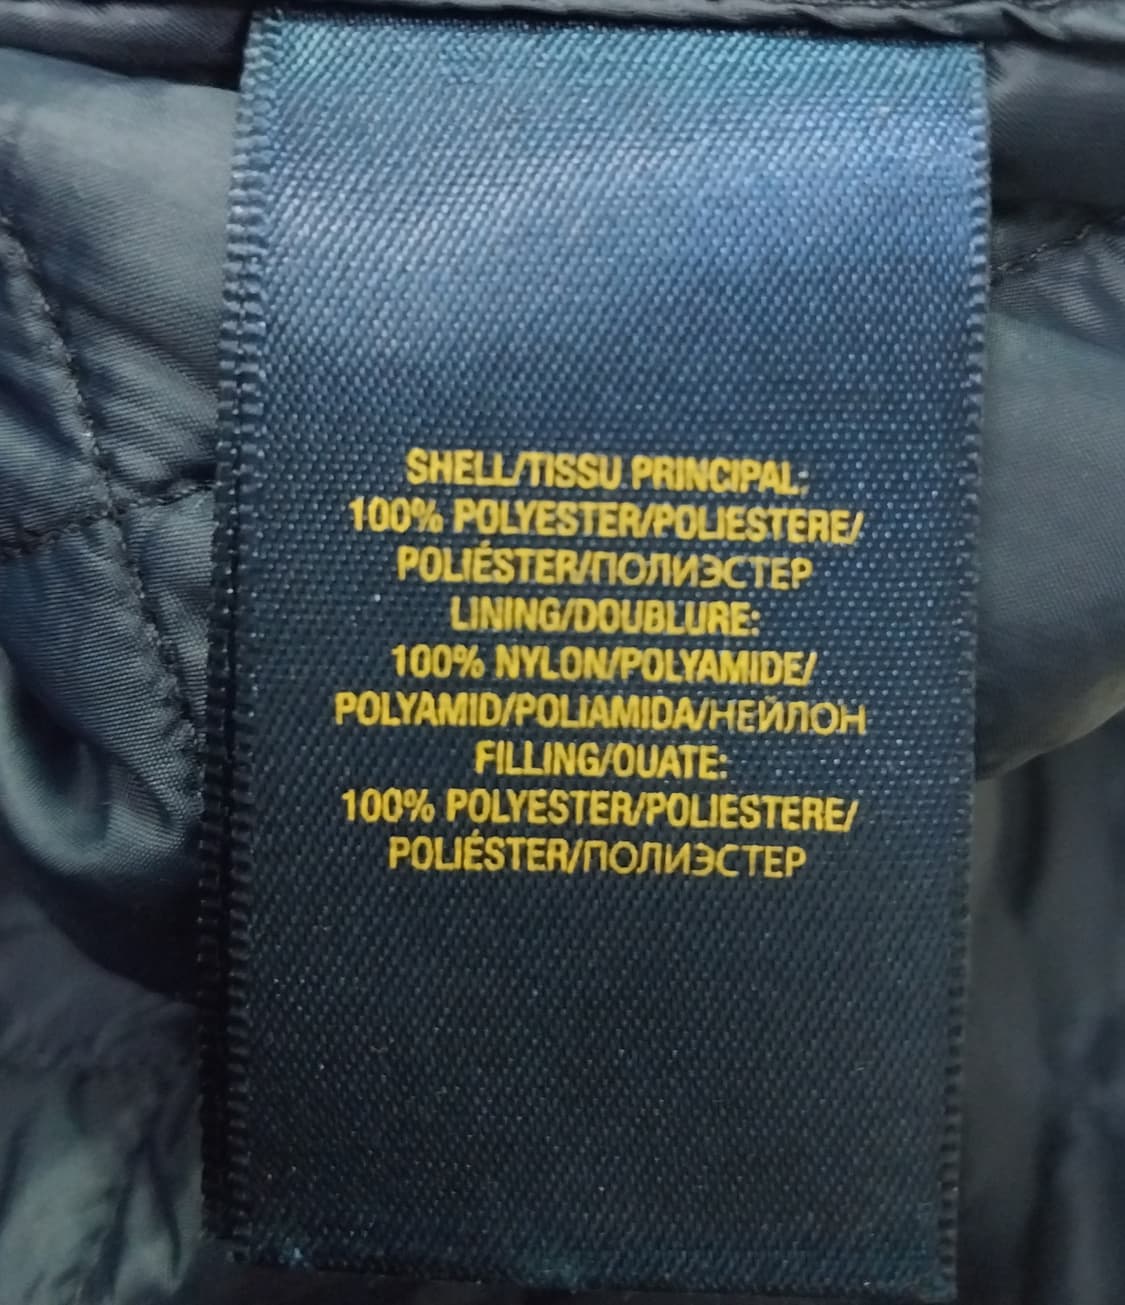 SHELL/TISSU PRINCIPAL:
100% POLYESTER/POLIESTERE/
POLIÉSTER/ПОЛИЭСТЕР
LINING/DOUBLURE:
100% NYLON/POLYAMIDE/
POLYAMID/POLIAMIDA/НЕЙЛОН
FILLING/OUATE:
100% POLYESTER/POLIESTERE/
POLIÉSTER/ПОЛИЭСТЕР